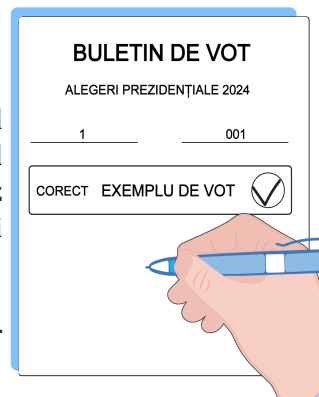 BULETIN DE VOT
ALEGERI PREZIDENȚIALE 2024
1 001
CORECT EXEMPLU DE VOT